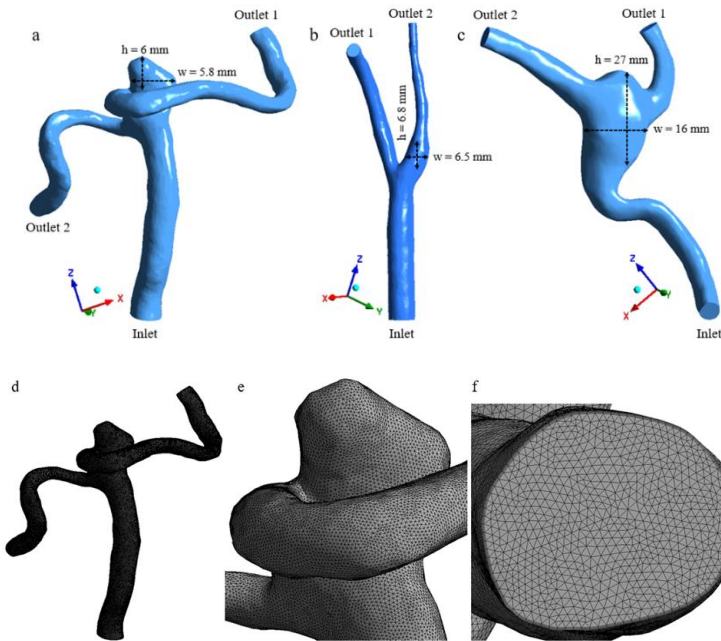 a
Outlet 1
h = 6 mm
w = 5.8 mm
Outlet 2
Z
X
Y
Inlet
b
Outlet 1
Outlet 2
h = 6.8 mm
w = 6.5 mm
Z
X
Y
Inlet
c
Outlet 2
Outlet 1
h = 27 mm
w = 16 mm
Z
Y
X
Inlet
d
e
f